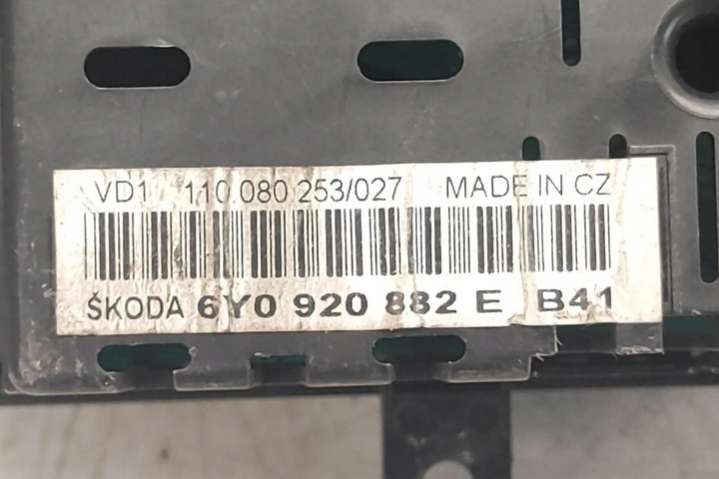 VD1 110.080.253/027 MADE IN CZ
ŠKODA 6Y0 920 882 E B41